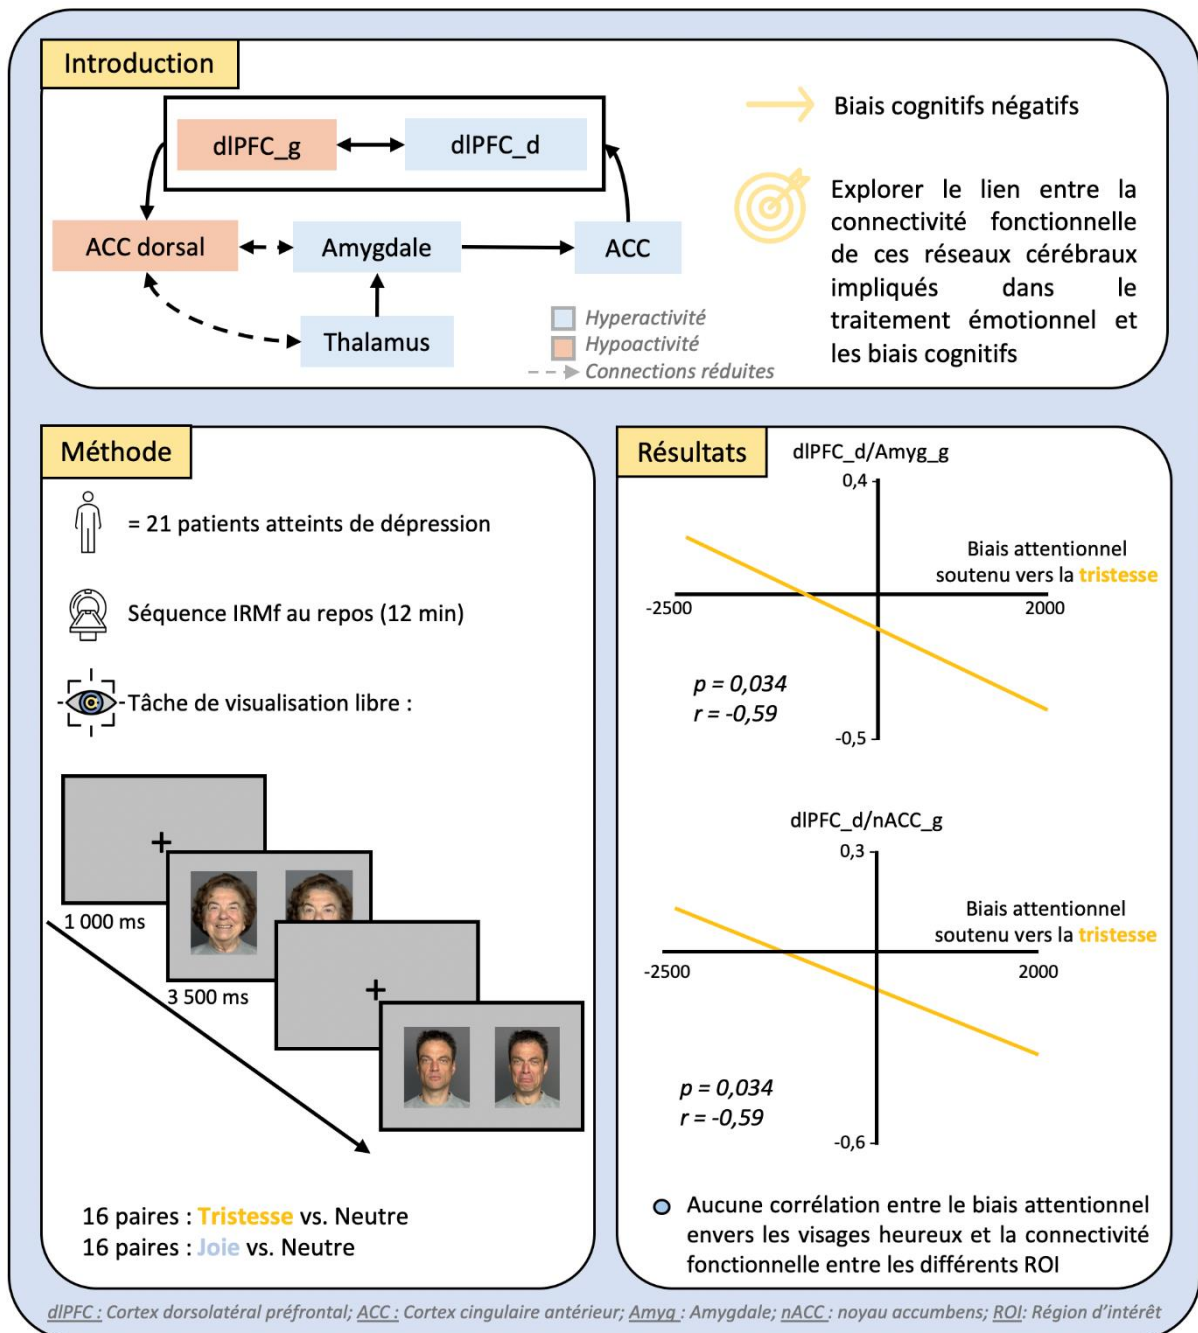 Introduction
dlPFC_g
dlPFC_d
ACC dorsal
Amygdale
ACC
Thalamus
Hyperactivité
Hypoactivité
Connections réduites
Biais cognitifs négatifs
Explorer le lien entre la
connectivité fonctionnelle
de ces réseaux cérébraux
impliqués dans le
traitement émotionnel et
les biais cognitifs
Méthode
= 21 patients atteints de dépression
Séquence IRMf au repos (12 min)
Tâche de visualisation libre :
1 000 ms
3 500 ms
16 paires : Tristesse vs. Neutre
16 paires : Joie vs. Neutre
Résultats
dlPFC_d/Amyg_g
0,4
Biais attentionnel
soutenu vers la tristesse
-2500
2000
p = 0,034
r = -0,59
-0,5
dlPFC_d/nACC_g
0,3
Biais attentionnel
soutenu vers la tristesse
-2500
2000
p = 0,034
r = -0,59
-0,6
Aucune corrélation entre le biais attentionnel
envers les visages heureux et la connectivité
fonctionnelle entre les différents ROI
dlPFC : Cortex dorsolatéral préfrontal; ACC : Cortex cingulaire antérieur; Amyg : Amygdale; nACC : noyau accumbens; ROI: Région d'intérêt